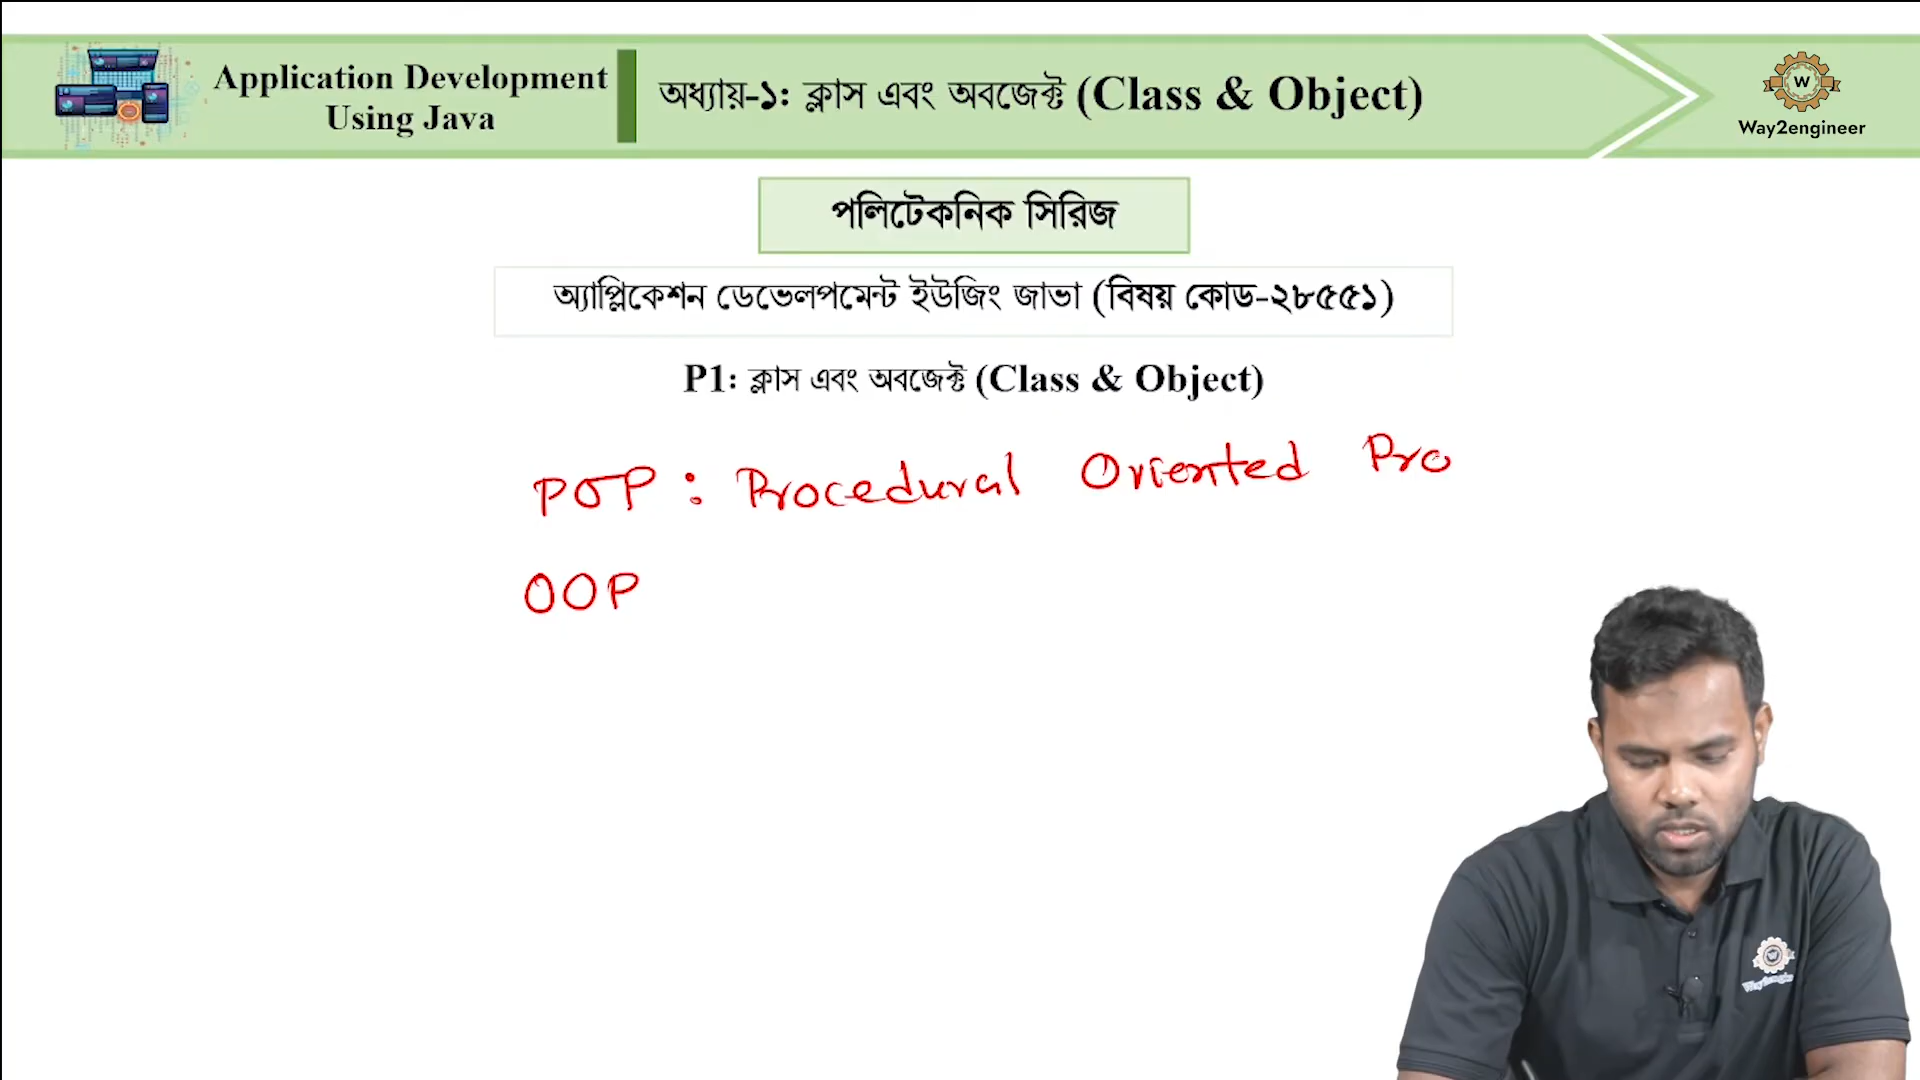 Application Development
Using Java
অধ্যায়-১: ক্লাস এবং অবজেক্ট (Class & Object)
W
Way2engineer
পলিটেকনিক সিরিজ
অ্যাপ্লিকেশন ডেভেলপমেন্ট ইউজিং জাভা (বিষয় কোড-২৮৫৫১)
P1: ক্লাস এবং অবজেক্ট (Class & Object)
POP : Procedural Oriented Pro
OOP